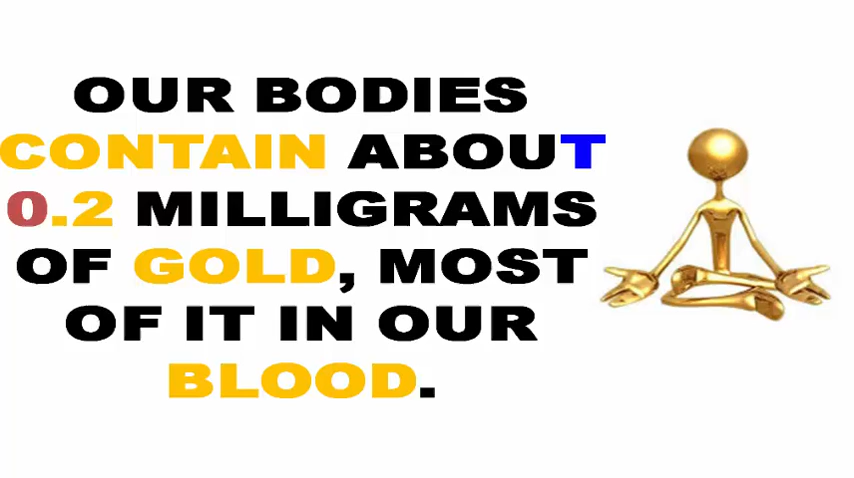 OUR BODIES
CONTAIN ABOUT
0.2 MILLIGRAMS
OF GOLD, MOST
OF IT IN OUR
BLOOD.